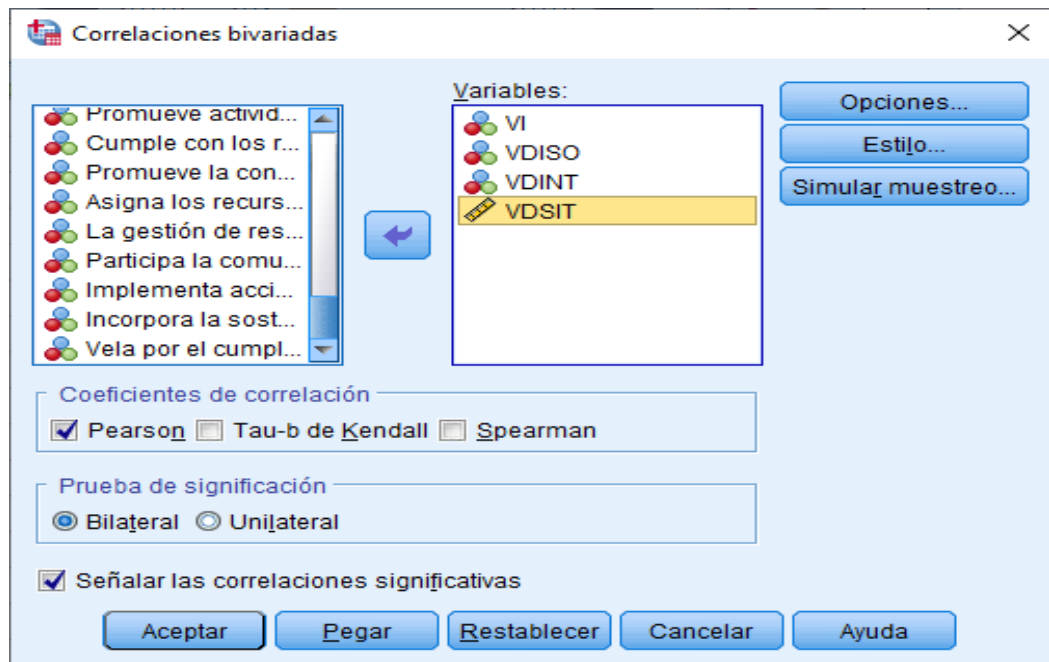 Correlaciones bivariadas
Variables:
Promueve activid...
Cumple con los r...
Promueve la con...
Asigna los recurs...
La gestión de res...
Participa la comu...
Implementa acci...
Incorpora la sost...
Vela por el cumpl...
VI
VDISO
VDINT
VDSIT
Opciones...
Estilo...
Simular muestreo...
Coeficientes de correlación
Pearson Tau-b de Kendall Spearman
Prueba de significación
Bilateral Unilateral
Señalar las correlaciones significativas
Aceptar Pegar Restablecer Cancelar Ayuda